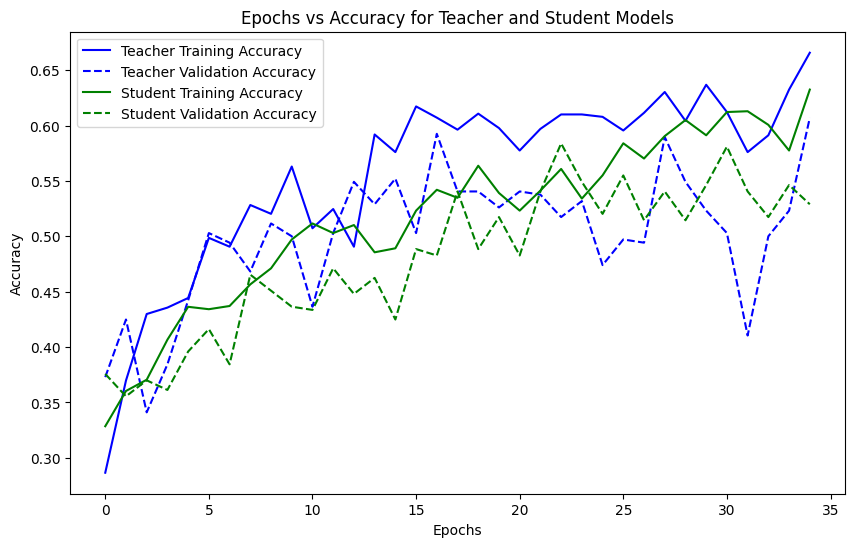 Epochs vs Accuracy for Teacher and Student Models
Teacher Training Accuracy
Teacher Validation Accuracy
Student Training Accuracy
Student Validation Accuracy
Accuracy
0.65
0.60
0.55
0.50
0.45
0.40
0.35
0.30
0 5 10 15 20 25 30 35
Epochs